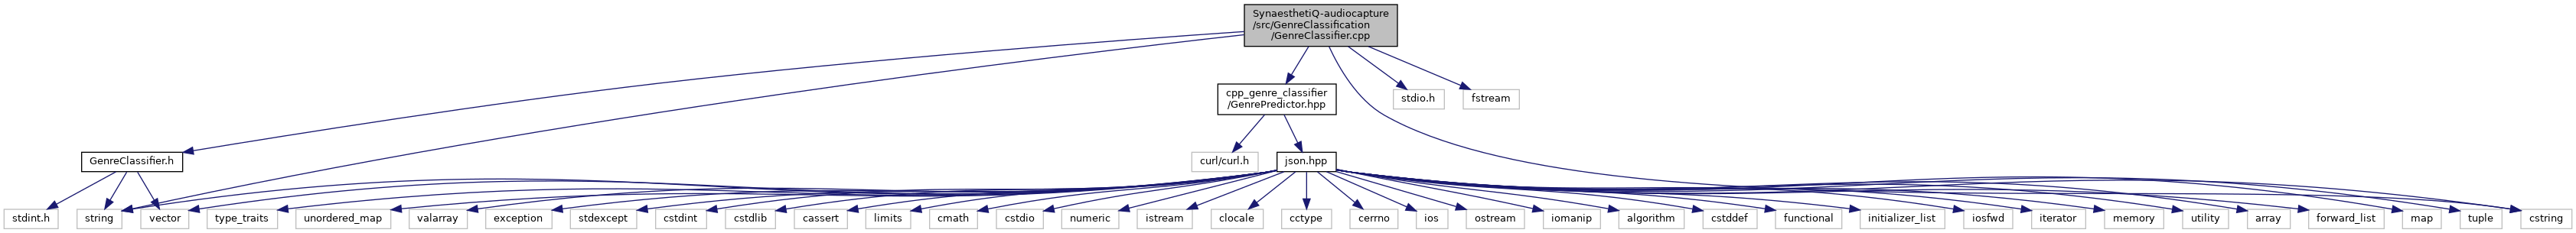 SynaesthetiQ-audiocapture
/src/GenreClassification
/GenreClassifier.cpp
cpp_genre_classifier
/GenrePredictor.hpp
stdio.h
fstream
GenreClassifier.h
curl/curl.h
json.hpp
stdint.h
string
vector
type_traits
unordered_map
valarray
exception
stdexcept
cstdint
cstdlib
cassert
limits
cmath
cstdio
numeric
istream
clocale
cctype
cerrno
ios
ostream
iomanip
algorithm
cstddef
functional
initializer_list
iosfwd
iterator
memory
utility
array
forward_list
map
tuple
cstring